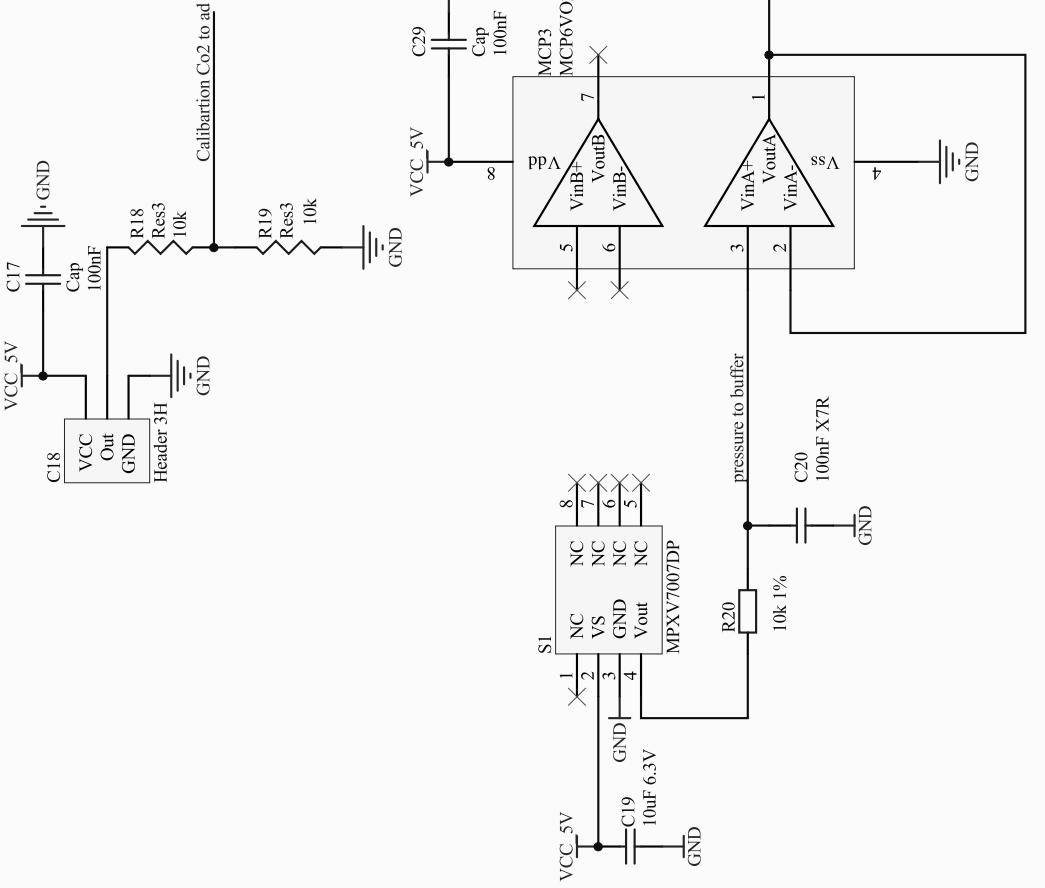 Calibartion Co2 to ad
GND
C17
Cap
100nF
R18
Res3
10k
R19
Res3
10k
GND
VCC_5V
GND
C18
VCC
Out
GND
Header 3H
C29
Cap
100nF
VCC_5V
8
MCP3
MCP6VO
7
Vdd
VinB+
VoutB
VinB-
5
6
1
VinA+
VoutA
VinA-
Vss
3
2
4
GND
pressure to buffer
C20
100nF X7R
GND
R20
10k 1%
S1
MPXV7007DP
8
7
6
5
NC
NC
NC
NC
NC
VS
GND
Vout
1
2
3
4
GND
VCC_5V
C19
10uF 6.3V
GND